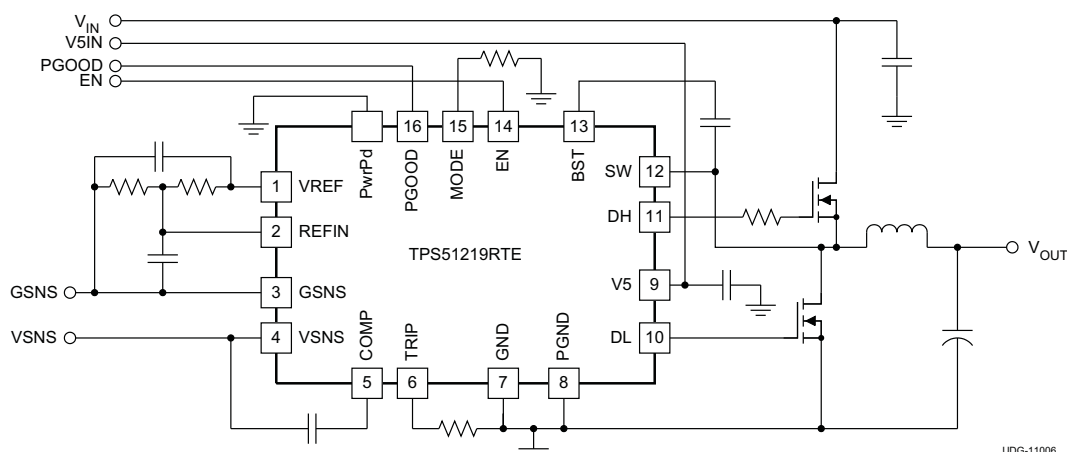 VIN
V5IN
PGOOD
EN
PwrPd
16
PGOOD
15
MODE
14
EN
13
BST
1
VREF
2
REFIN
GSNS
3
GSNS
VSNS
4
VSNS
TPS51219RTE
SW
12
DH
11
V5
9
DL
10
VOUT
COMP
5
TRIP
6
GND
7
PGND
8
UDG-11006